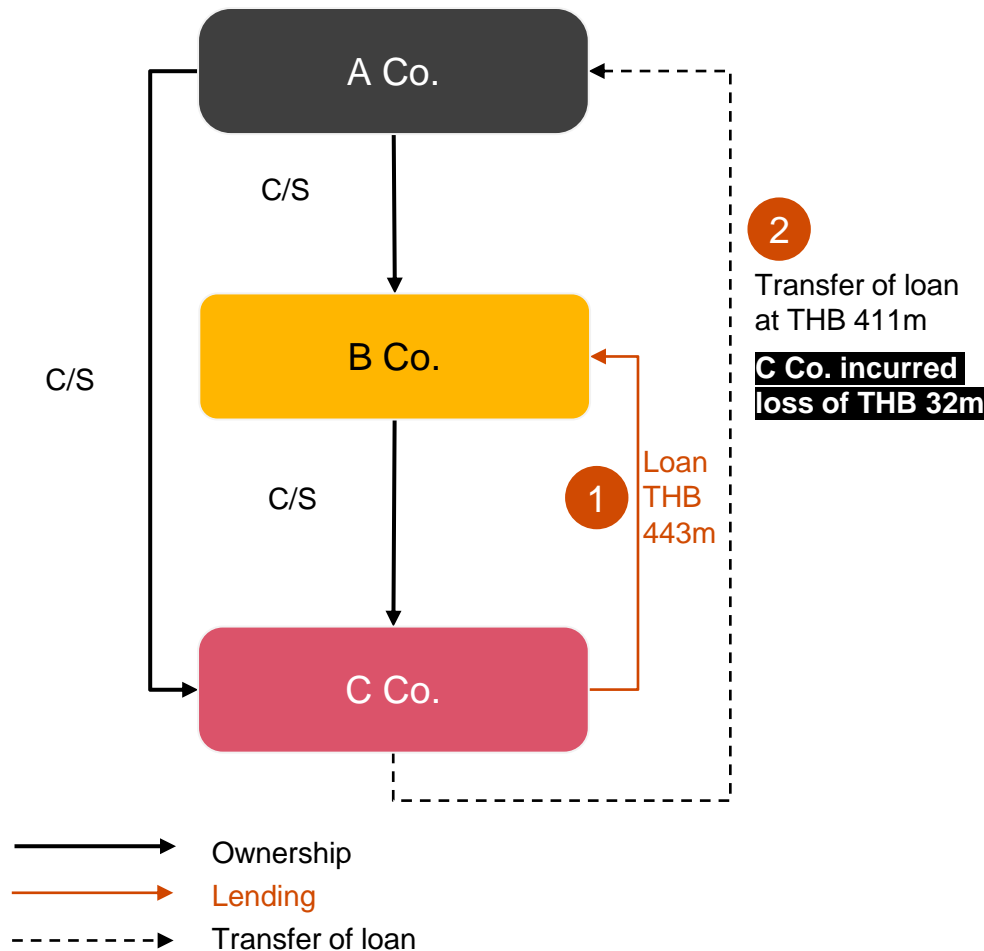 A Co.
C/S
2
Transfer of loan
at THB 411m
B Co.
C Co. incurred
loss of THB 32m
C/S
C/S
1
Loan
THB
443m
C Co.
Ownership
Lending
Transfer of loan